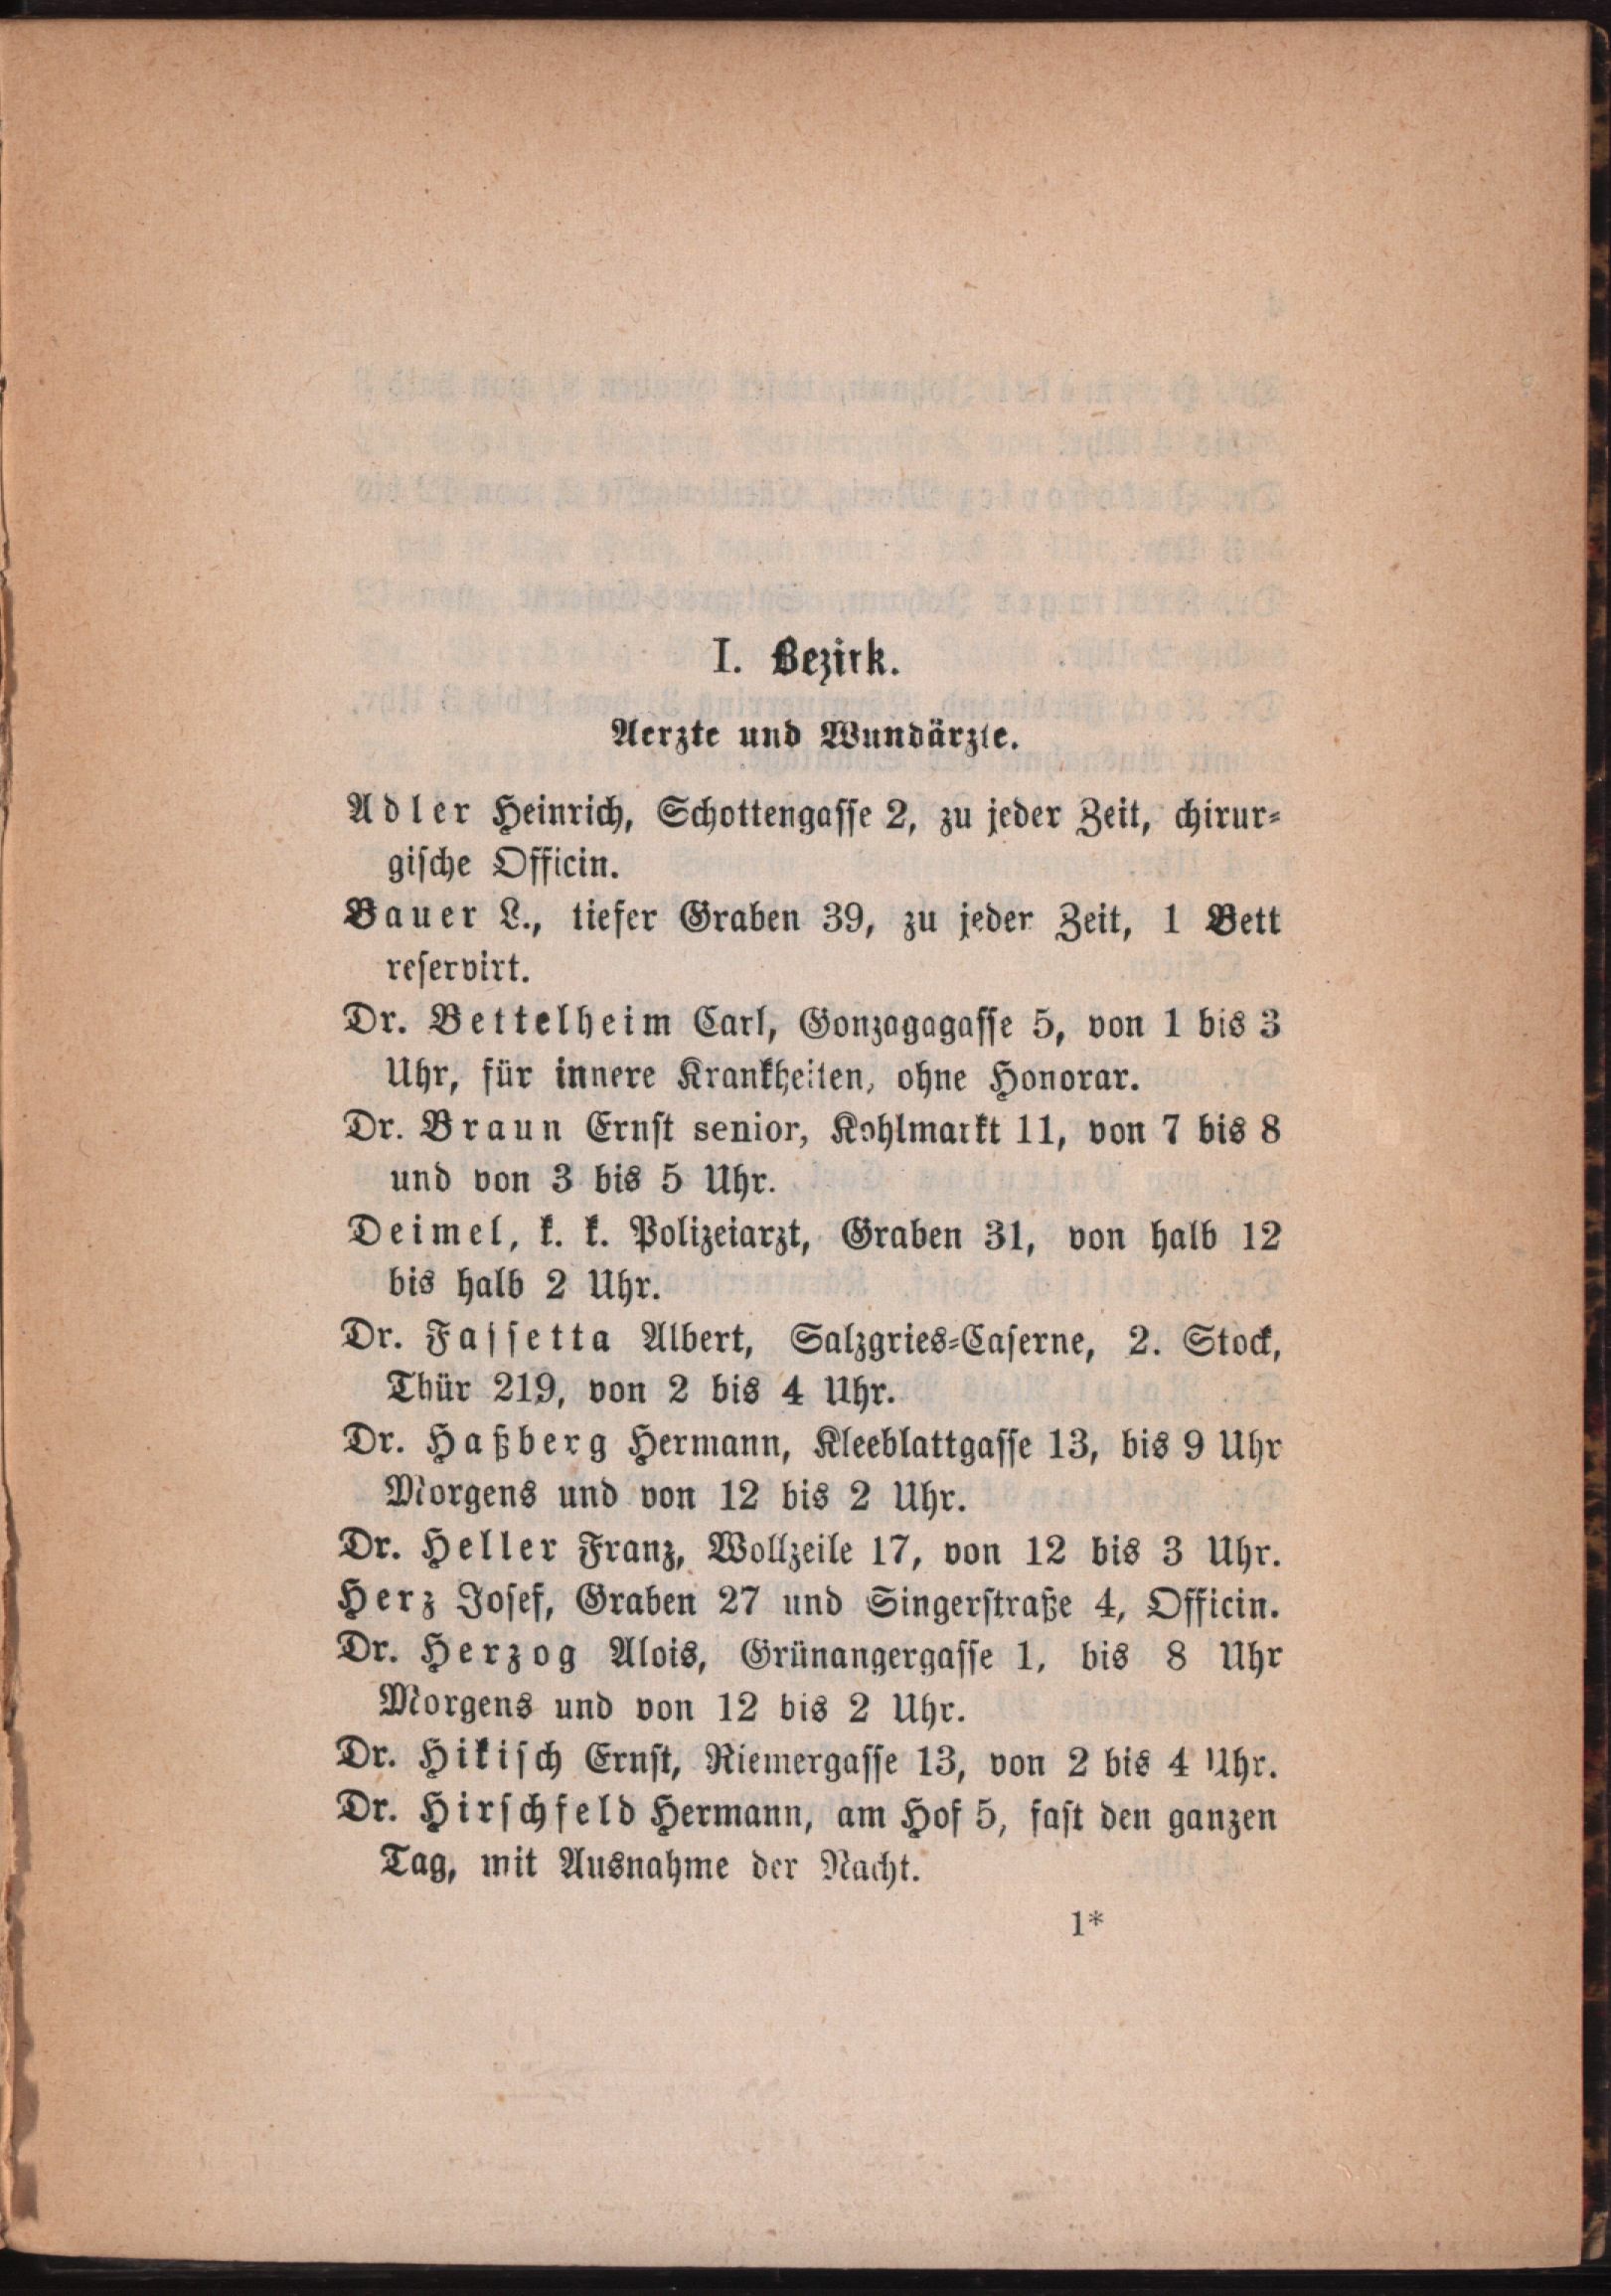 I. Bezirk.
Aerzte und Wundärzte.
Adler Heinrich, Schottengasse 2, zu jeder Zeit, chirur-
gische Officin.
Bauer L., tiefer Graben 39, zu jeder Zeit, 1 Bett
reservirt.
Dr. Bettelheim Carl, Gonzagagasse 5, von 1 bis 3
Uhr, für innere Krankheiten, ohne Honorar.
Dr. Braun Ernst senior, Kohlmarkt 11, von 7 bis 8
und von 3 bis 5 Uhr.
Deimel, k. k. Polizeiarzt, Graben 31, von halb 12
bis halb 2 Uhr.
Dr. Fassetta Albert, Salzgries-Caserne, 2. Stock,
Thür 219, von 2 bis 4 Uhr.
Dr. Haßberg Hermann, Kleeblattgasse 13, bis 9 Uhr
Morgens und von 12 bis 2 Uhr.
Dr. Heller Franz, Wollzeile 17, von 12 bis 3 Uhr.
Herz Josef, Graben 27 und Singerstraße 4, Officin.
Dr. Herzog Alois, Grünangergasse 1, bis 8 Uhr
Morgens und von 12 bis 2 Uhr.
Dr. Hikisch Ernst, Riemergasse 13, von 2 bis 4 Uhr.
Dr. Hirschfeld Hermann, am Hof 5, fast den ganzen
Tag, mit Ausnahme der Nacht.
1*